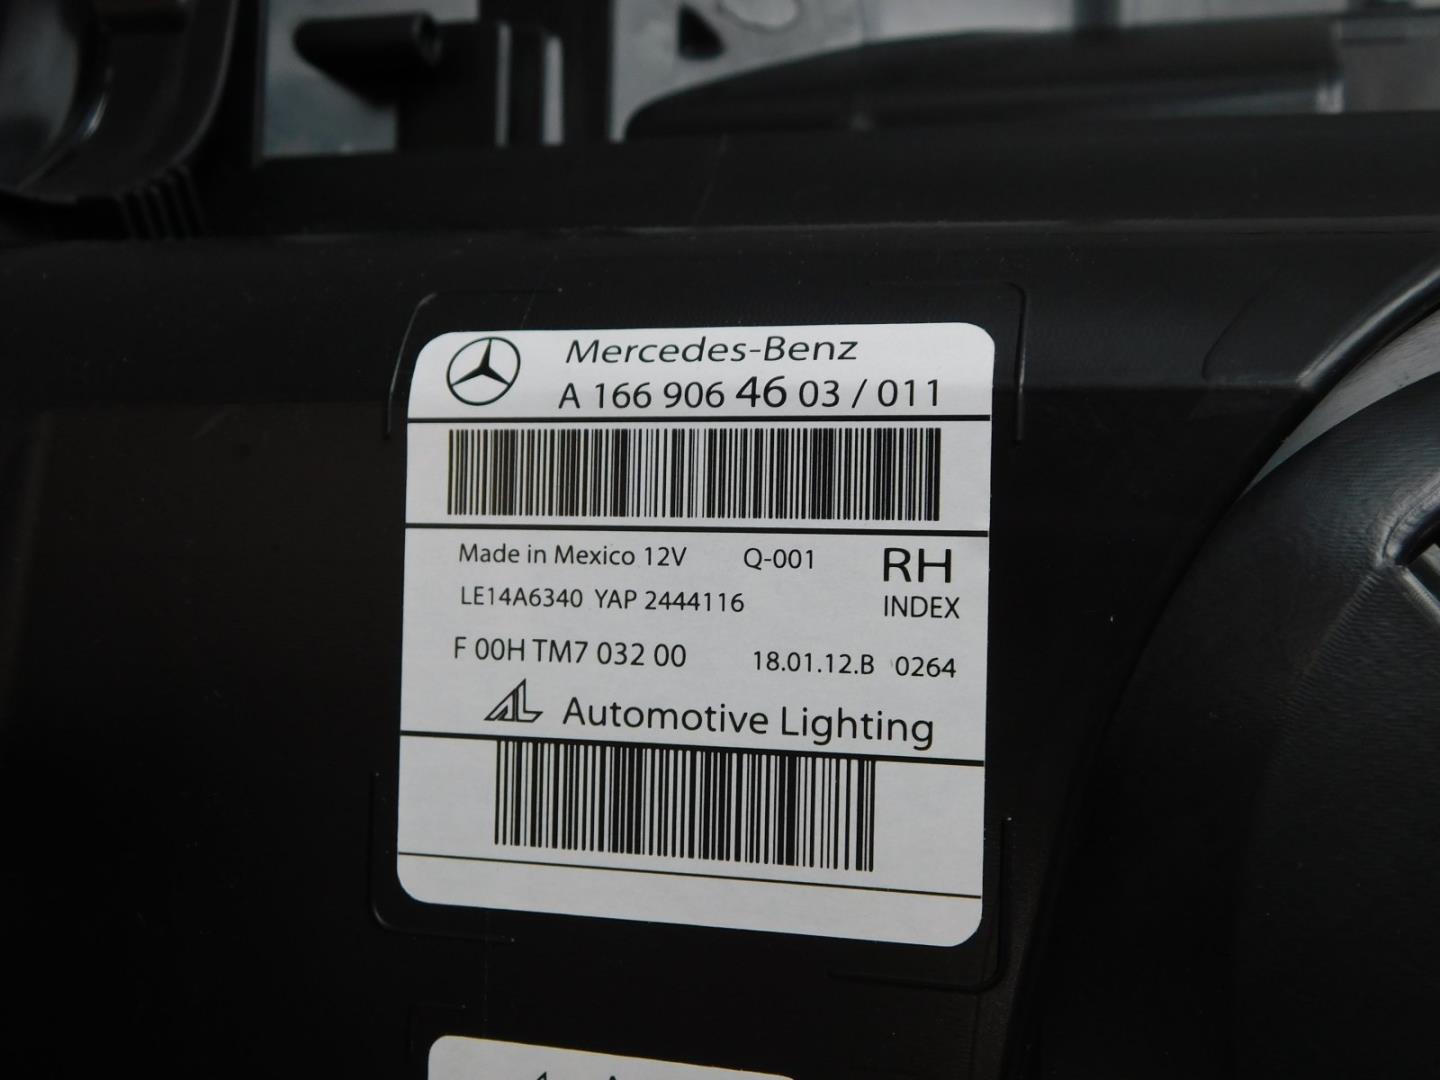 Mercedes-Benz
A 166 906 46 03 / 011
Made in Mexico 12V Q-001 RH
LE14A6340 YAP 2444116 INDEX
F 00H TM7 032 00 18.01.12.B 0264
AL Automotive Lighting